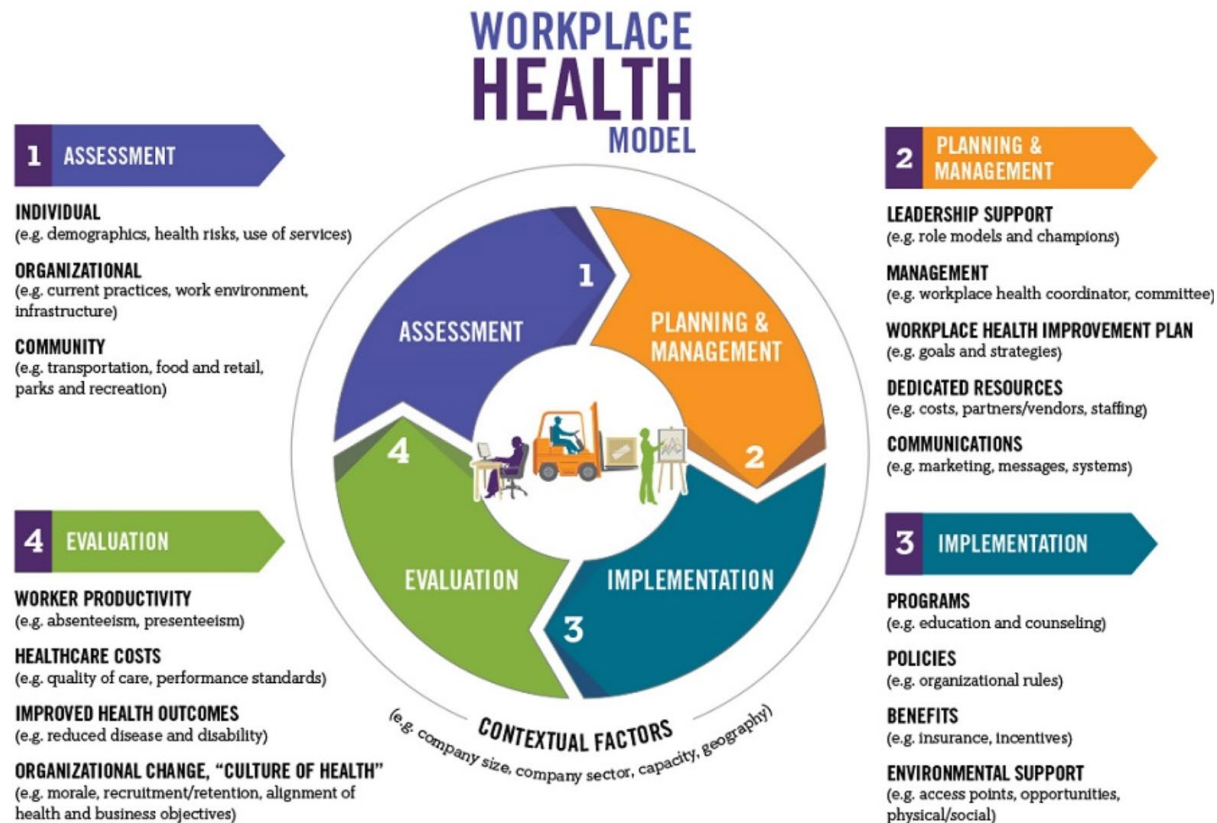 WORKPLACE
HEALTH
MODEL
1 ASSESSMENT
INDIVIDUAL
(e.g. demographics, health risks, use of services)
ORGANIZATIONAL
(e.g. current practices, work environment,
infrastructure)
COMMUNITY
(e.g. transportation, food and retail,
parks and recreation)
2 PLANNING &
MANAGEMENT
LEADERSHIP SUPPORT
(e.g. role models and champions)
MANAGEMENT
(e.g. workplace health coordinator, committee)
WORKPLACE HEALTH IMPROVEMENT PLAN
(e.g. goals and strategies)
DEDICATED RESOURCES
(e.g. costs, partners/vendors, staffing)
COMMUNICATIONS
(e.g. marketing, messages, systems)
1
ASSESSMENT
PLANNING &
MANAGEMENT
2
IMPLEMENTATION
3
EVALUATION
4
CONTEXTUAL FACTORS
(e.g. company size, company sector, capacity, geography)
4 EVALUATION
WORKER PRODUCTIVITY
(e.g. absenteeism, presenteeism)
HEALTHCARE COSTS
(e.g. quality of care, performance standards)
IMPROVED HEALTH OUTCOMES
(e.g. reduced disease and disability)
ORGANIZATIONAL CHANGE, “CULTURE OF HEALTH”
(e.g. morale, recruitment/retention, alignment of
health and business objectives)
3 IMPLEMENTATION
PROGRAMS
(e.g. education and counseling)
POLICIES
(e.g. organizational rules)
BENEFITS
(e.g. insurance, incentives)
ENVIRONMENTAL SUPPORT
(e.g. access points, opportunities,
physical/social)